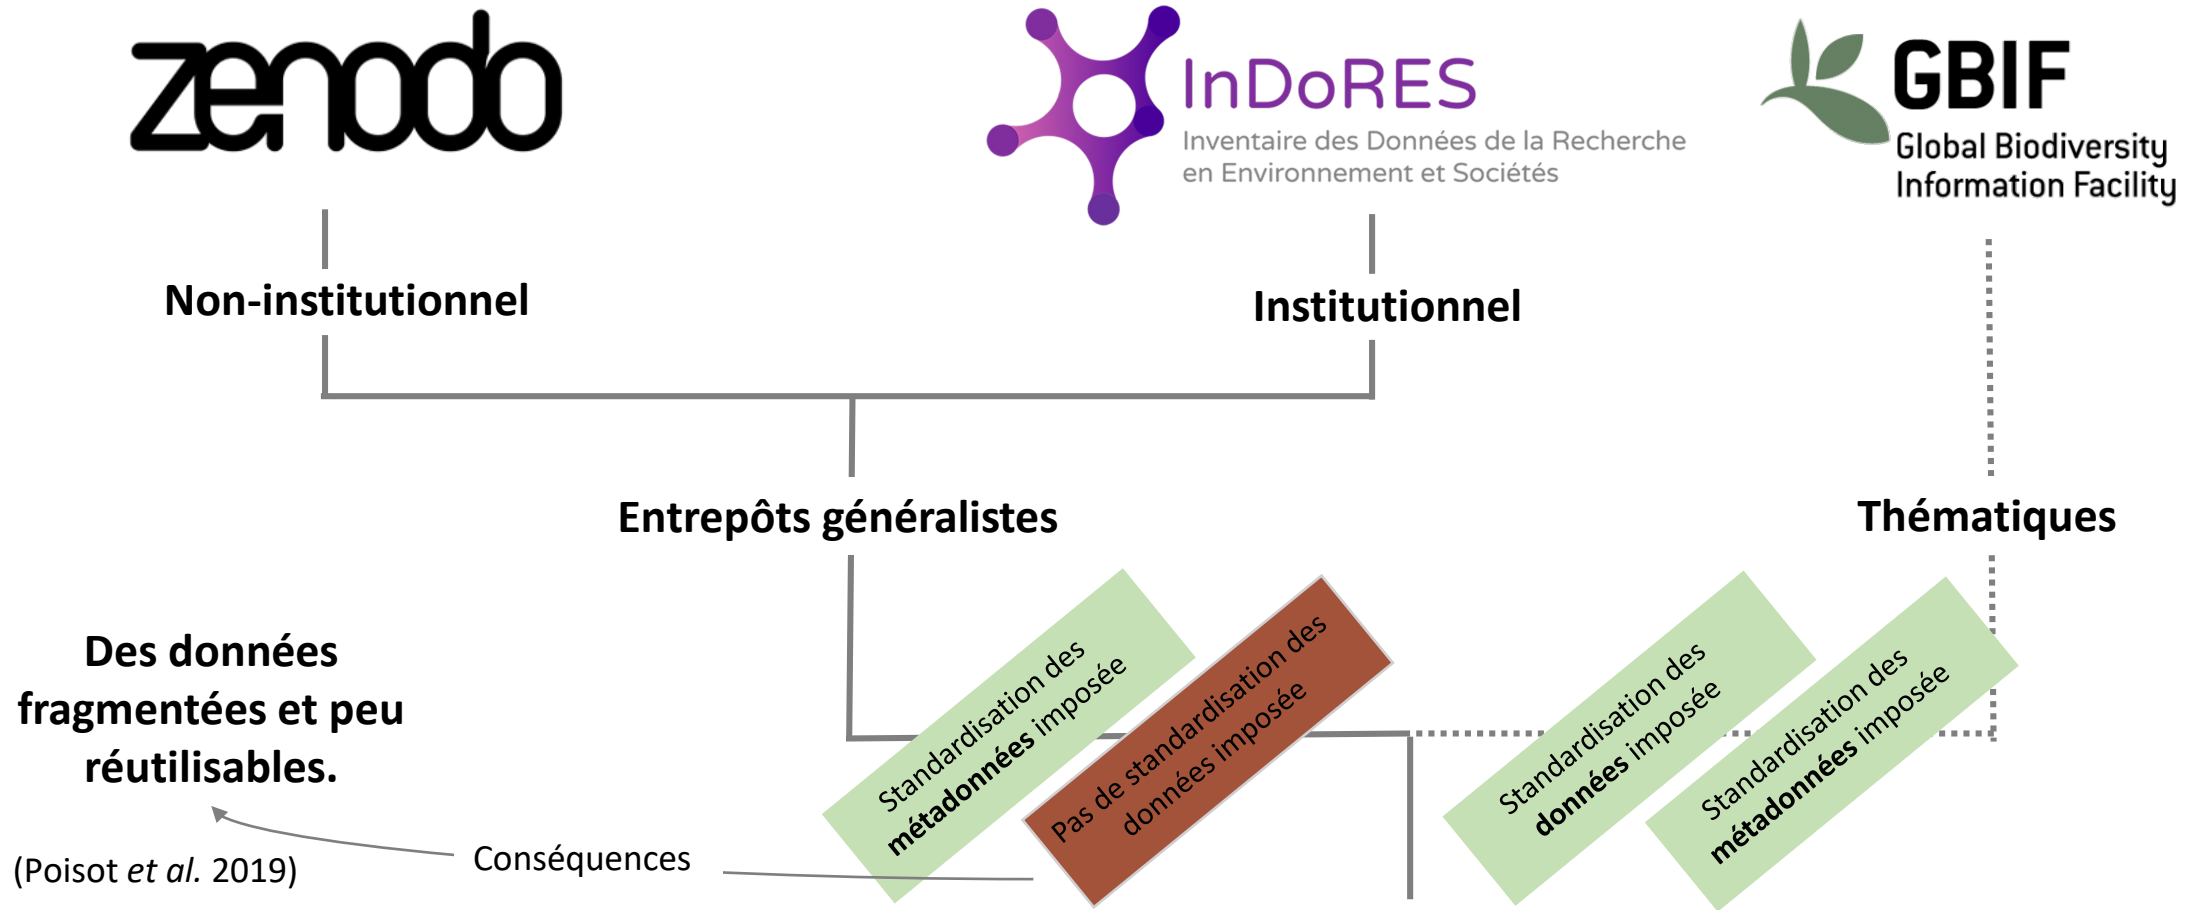 zenodo
InDoRES
Inventaire des Données de la Recherche
en Environnement et Sociétés
GBIF
Global Biodiversity
Information Facility
Non-institutionnel
Institutionnel
Entrepôts généralistes
Thématiques
Des données
fragmentées et peu
réutilisables.
(Poisot et al. 2019)
Conséquences
Standardisation des
métadonnées imposée
Pas de standardisation des
données imposée
Standardisation des
données imposée
Standardisation des
métadonnées imposée